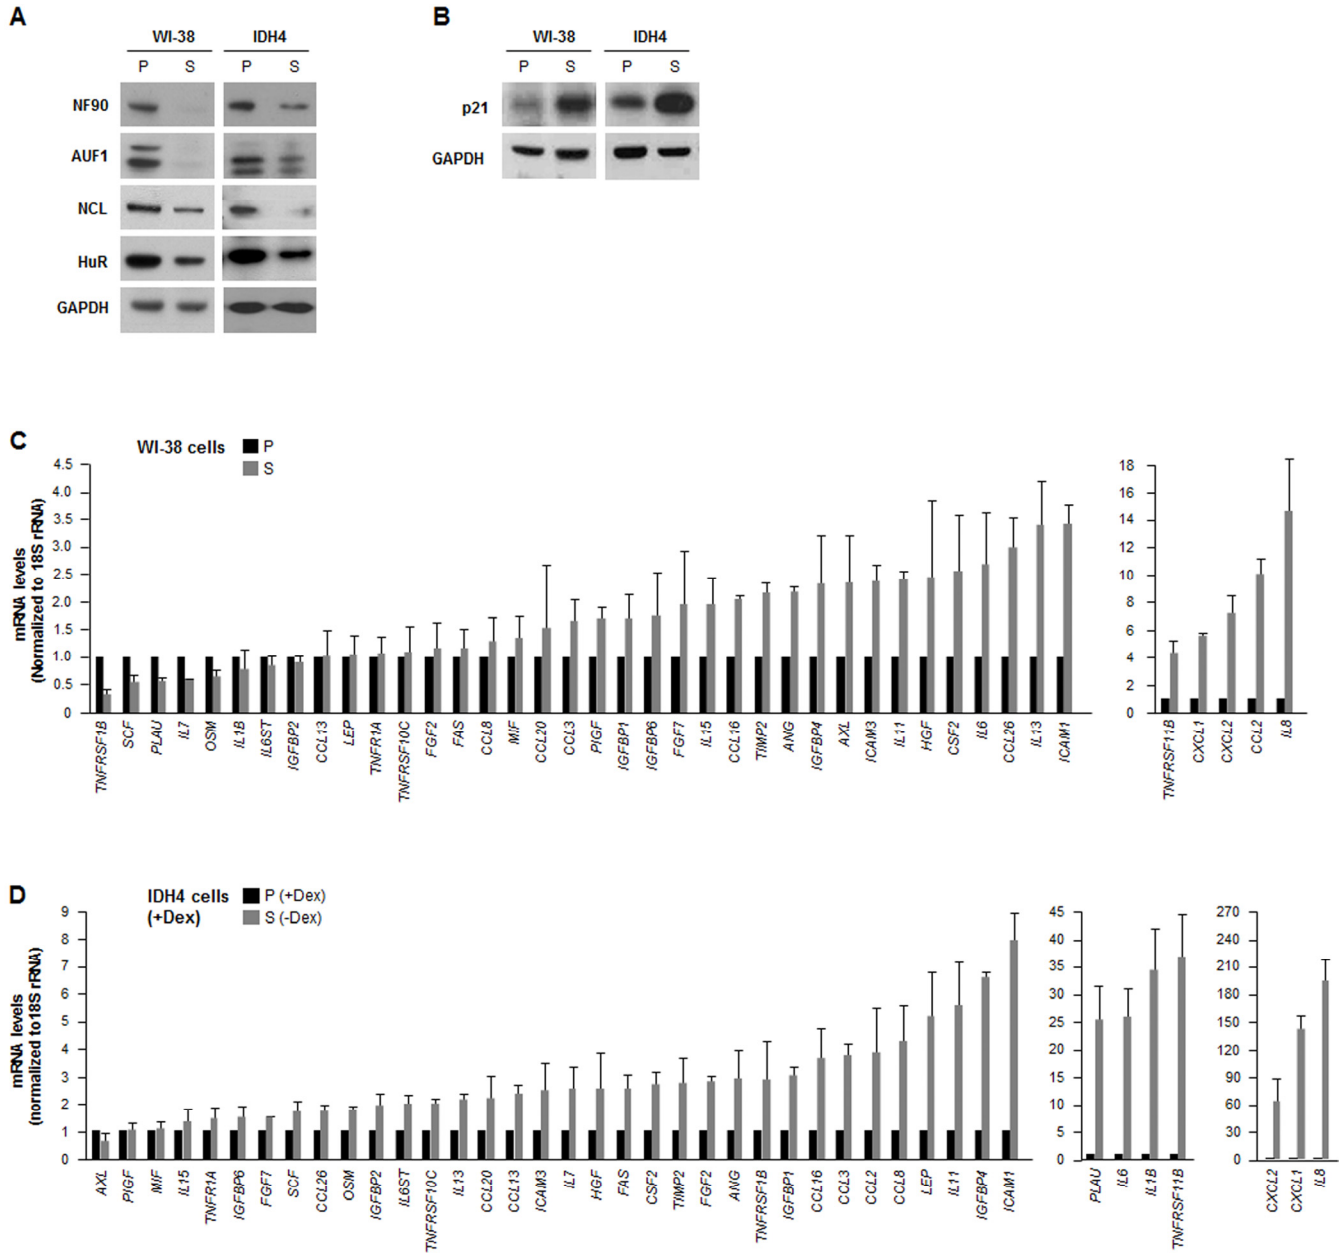 A
WI-38 IDH4
P S P S
NF90
AUF1
NCL
HuR
GAPDH
B
WI-38 IDH4
P S P S
p21
GAPDH
C
WI-38 cells
P
S
mRNA levels
(Normalized to 18S rRNA)
4.5
4.0
3.5
3.0
2.5
2.0
1.5
1.0
0.5
0
TNFRSF1B SCF PLAU IL7 OSM IL1B IL6ST IGFBP2 CCL13 LEP TNFR1A TNFRSF10C FGF2 FAS CCL8 MIF CCL20 CCL3 PIGF IGFBP1 IGFBP6 FGF7 IL15 CCL16 TIMP2 ANG IGFBP4 AXL ICAM3 IL11 HGF CSF2 IL6 CCL26 IL13 ICAM1
18
16
14
12
10
8
6
4
2
0
TNFRSF11B CXCL1 CXCL2 CCL2 IL8
D
IDH4 cells
(+Dex)
P (+Dex)
S (-Dex)
mRNA levels
(normalized to18S rRNA)
9
8
7
6
5
4
3
2
1
0
AXL PIGF MIF IL15 TNFR1A IGFBP6 FGF7 SCF CCL26 OSM IGFBP2 IL6ST TNFRSF10C IL13 CCL20 CCL13 ICAM3 IL7 HGF FAS CSF2 TIMP2 FGF2 ANG TNFRSF1B IGFBP1 CCL16 CCL3 CCL2 CCL8 LEP IL11 IGFBP4 ICAM1
45
40
35
30
25
20
15
10
5
0
PLAU IL6 IL1B TNFRSF11B
270
240
210
180
150
120
90
60
30
0
CXCL2 CXCL1 IL8